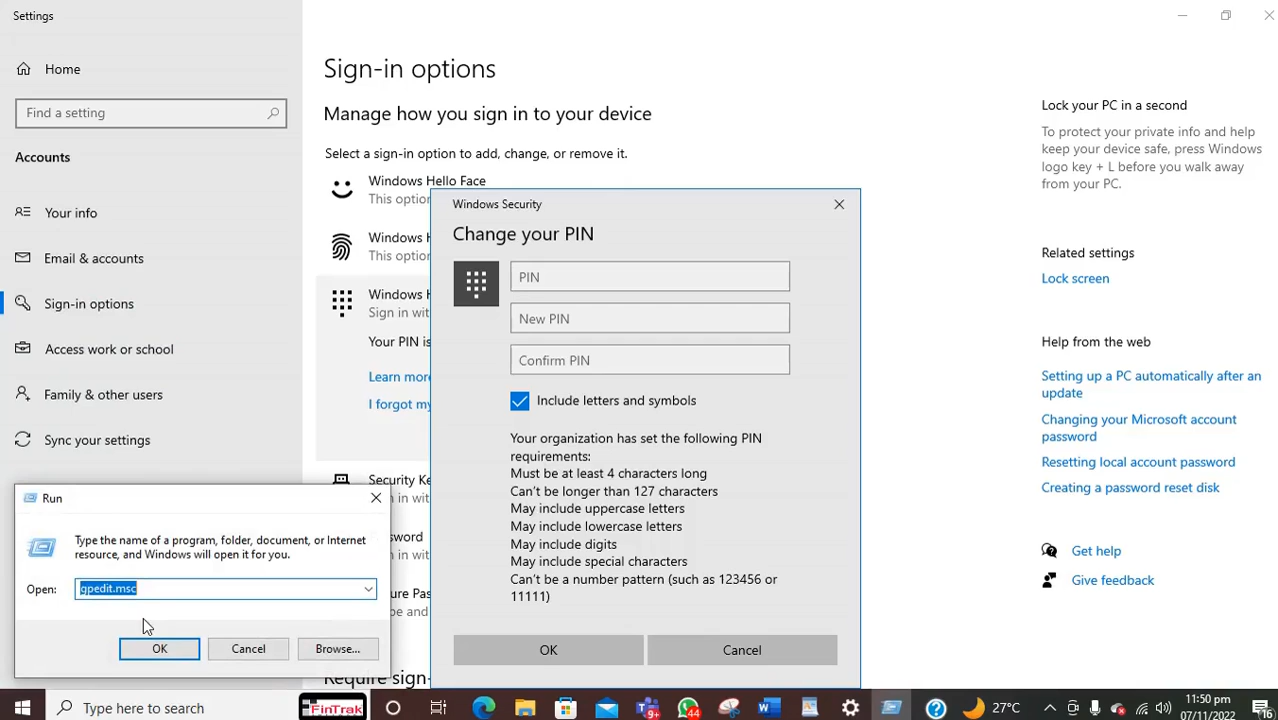 Settings
Home
Find a setting
Accounts
Your info
Email & accounts
Sign-in options
Access work or school
Family & other users
Sync your settings
Sign-in options
Manage how you sign in to your device
Select a sign-in option to add, change, or remove it.
Windows Hello Face
This option
Windows H
This option
Windows H
Sign in with
Your PIN is
Learn more
I forgot my
Security Ke
in with
ssword
in with
ure Pas
pe and
Require sign-
Windows Security
Change your PIN
PIN
New PIN
Confirm PIN
Include letters and symbols
Your organization has set the following PIN
requirements:
Must be at least 4 characters long
Can't be longer than 127 characters
May include uppercase letters
May include lowercase letters
May include digits
May include special characters
Can't be a number pattern (such as 123456 or
11111)
OK
Cancel
Lock your PC in a second
To protect your private info and help
keep your device safe, press Windows
logo key + L before you walk away
from your PC.
Related settings
Lock screen
Help from the web
Setting up a PC automatically after an
update
Changing your Microsoft account
password
Resetting local account password
Creating a password reset disk
Get help
Give feedback
Run
Type the name of a program, folder, document, or Internet
resource, and Windows will open it for you.
Open:
gpedit.msc
OK
Cancel
Browse...
Type here to search
FinTrak
9+
44
27°C
11:50 pm
07/11/2022
16